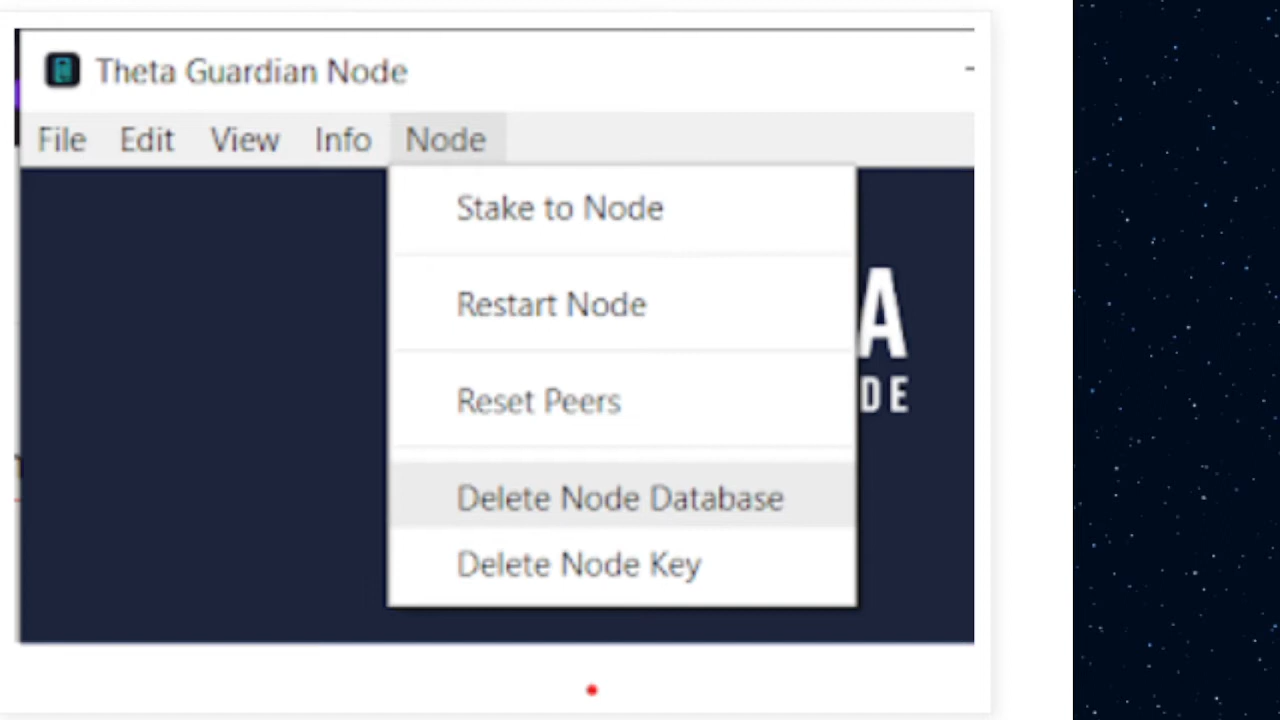 Theta Guardian Node
File Edit View Info Node
Stake to Node
A
Restart Node
DE
Reset Peers
Delete Node Database
Delete Node Key